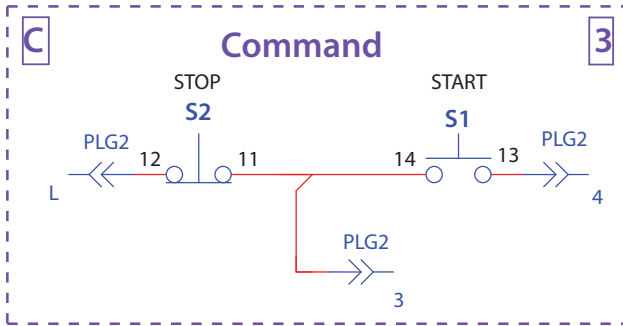 C Command 3
STOP START
S2 S1
PLG2 PLG2
12 11 14 13
L 4
PLG2
3